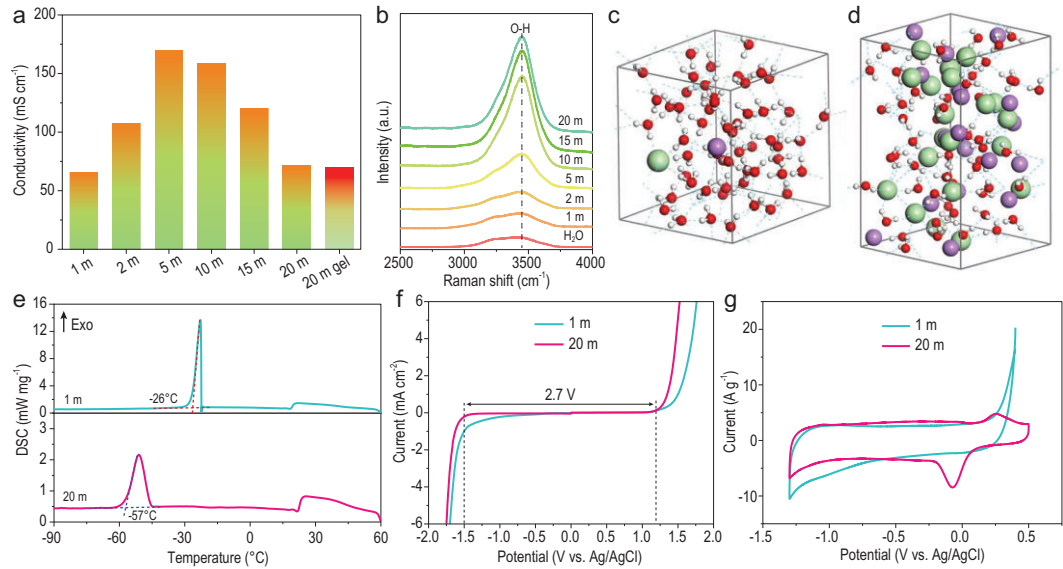 a
Conductivity (mS cm⁻¹)
200
150
100
50
0
1 m
2 m
5 m
10 m
15 m
20 m
20 m gel
b
Intensity (a.u.)
O-H
20 m
15 m
10 m
5 m
2 m
1 m
H₂O
2500 3000 3500 4000
Raman shift (cm⁻¹)
c
d
e
DSC (mW mg⁻¹)
16
12
8
4
0
Exo
1 m
-26°C
3
2
1
0
20 m
-57°C
-90 -60 -30 0 30 60
Temperature (°C)
f
Current (mA cm⁻²)
6
4
2
0
-2
-4
-6
1 m
20 m
2.7 V
-2.0 -1.5 -1.0 -0.5 0.0 0.5 1.0 1.5 2.0
Potential (V vs. Ag/AgCl)
g
Current (A g⁻¹)
20
10
0
-10
1 m
20 m
-1.5 -1.0 -0.5 0.0 0.5
Potential (V vs. Ag/AgCl)